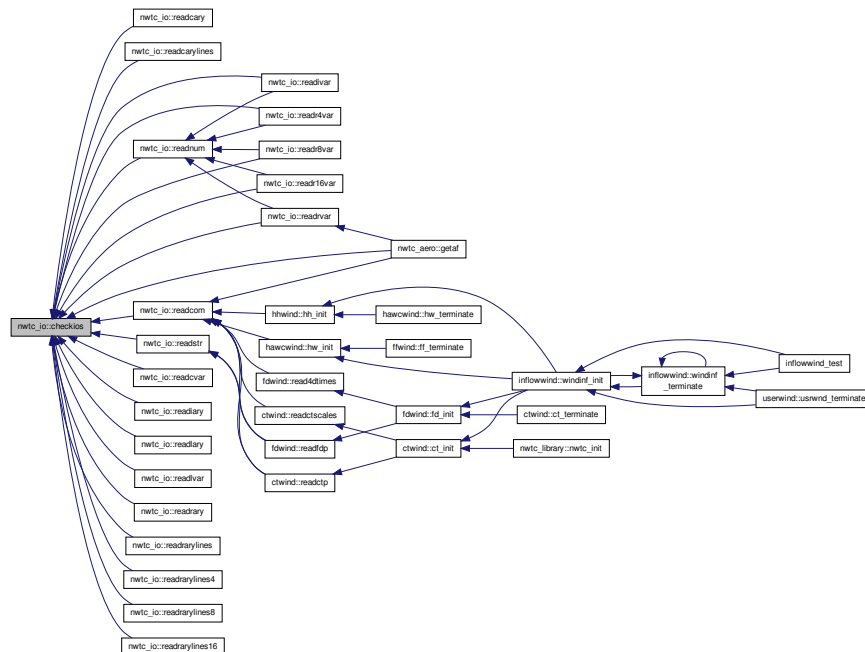 nwtc_io::readcary
nwtc_io::readcarylines
nwtc_io::readivar
nwtc_io::readr4var
nwtc_io::readnum
nwtc_io::readr8var
nwtc_io::readr16var
nwtc_io::readrvar
nwtc_aero::getaf
nwtc_io::readcom
hhwind::hh_init
hawcwind::hw_terminate
nwtc_io::checkios
nwtc_io::readstr
hawcwind::hw_init
ffwind::ff_terminate
inflowwind_test
nwtc_io::readcvar
fdwind::read4dtimes
inflowwind::windinf_init
inflowwind::windinf
_terminate
userwind::usrwnd_terminate
nwtc_io::readiary
ctwind::readctscales
fdwind::fd_init
ctwind::ct_terminate
nwtc_io::readlary
fdwind::readfdp
ctwind::ct_init
nwtc_library::nwtc_init
nwtc_io::readlvar
ctwind::readctp
nwtc_io::readrary
nwtc_io::readrarylines
nwtc_io::readrarylines4
nwtc_io::readrarylines8
nwtc_io::readrarylines16